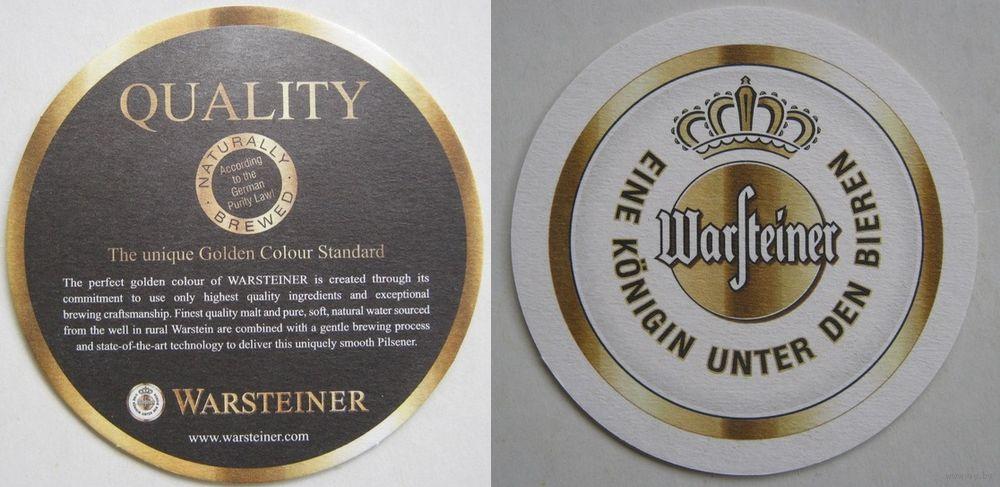 QUALITY
NATURALLY
According
to the
German
Purity Law!
BREWED
The unique Golden Colour Standard
The perfect golden colour of WARSTEINER is created through its
commitment to use only highest quality ingredients and exceptional
brewing craftsmanship. Finest quality malt and pure, soft, natural water sourced
from the well in rural Warstein are combined with a gentle brewing process
and state-of-the-art technology to deliver this uniquely smooth Pilsener.
WARSTEINER
www.warsteiner.com
Warsteiner
EINE KÖNIGIN UNTER DEN BIEREN